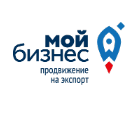 мой
бизнес
продвижение
на экспорт